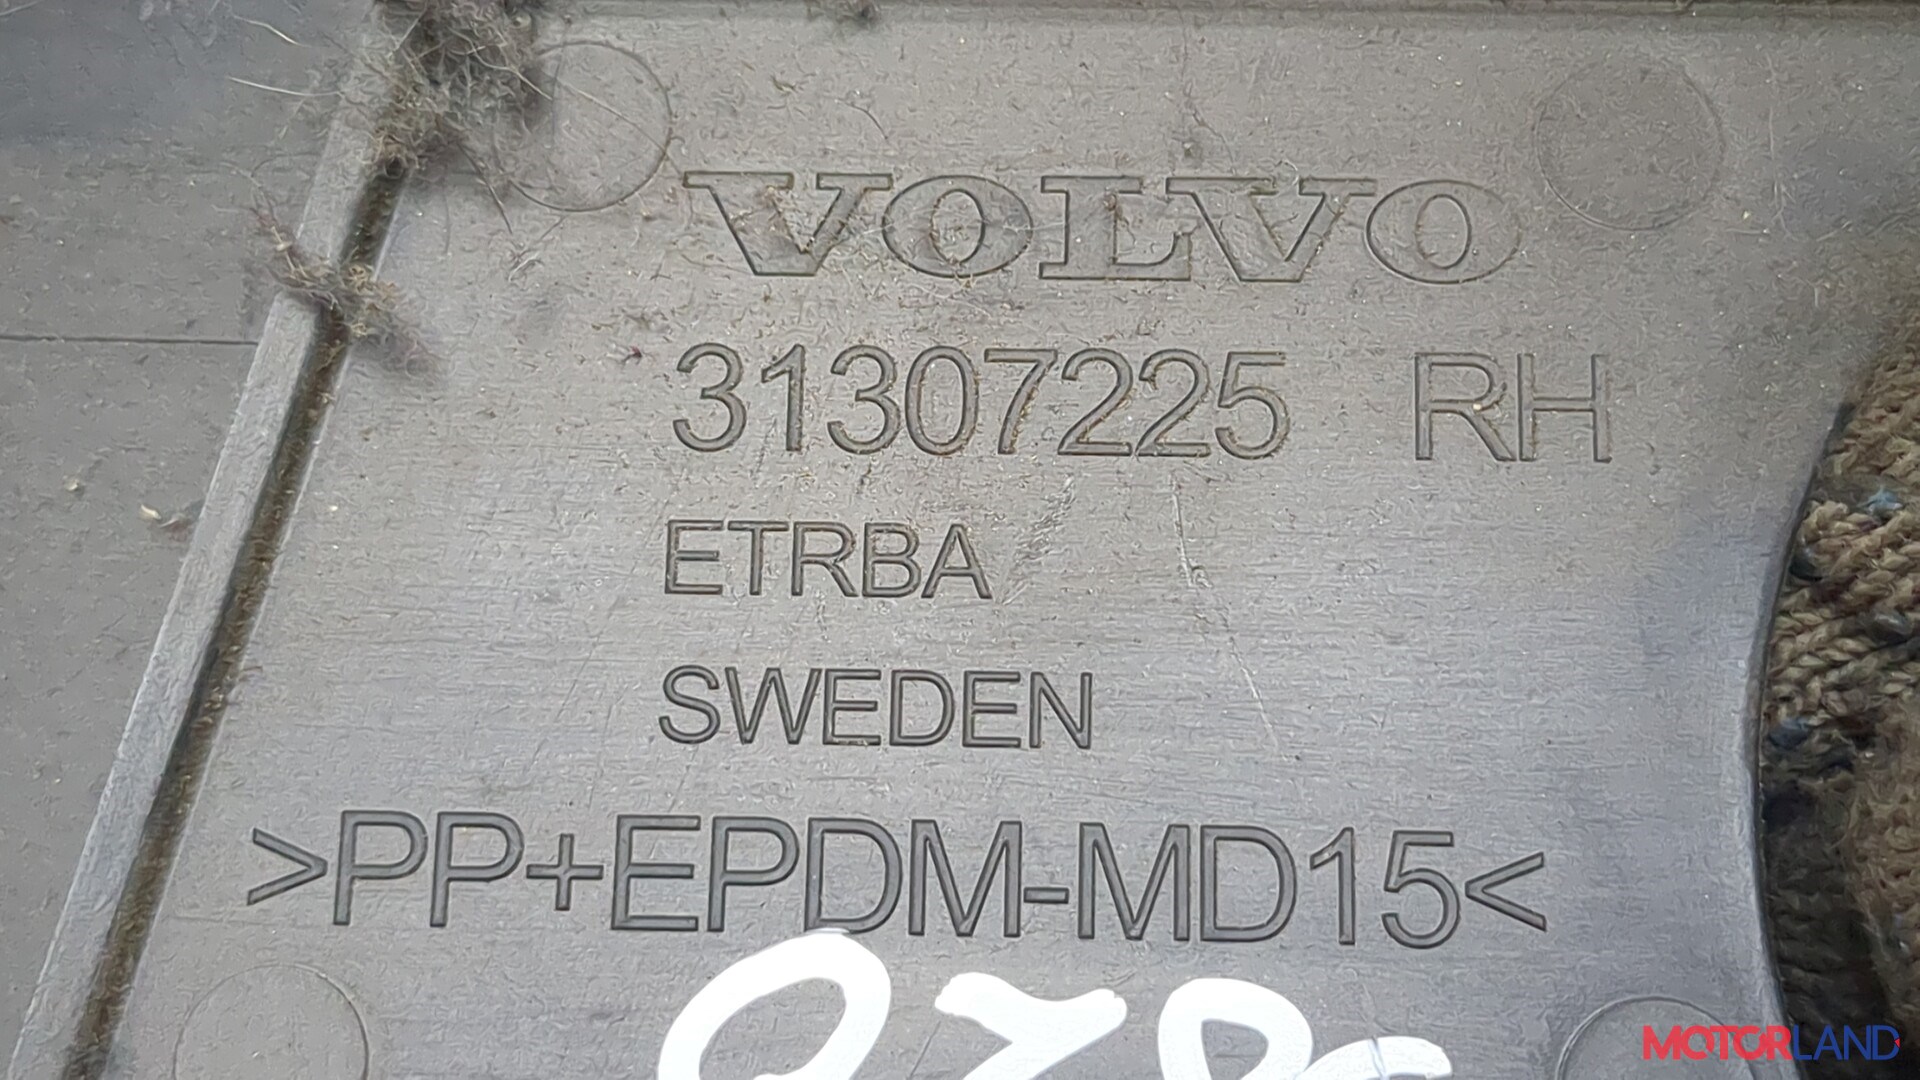 VOLVO
31307225 RH
ETRBA
SWEDEN
>PP+EPDM-MD15<
MOTORLAND